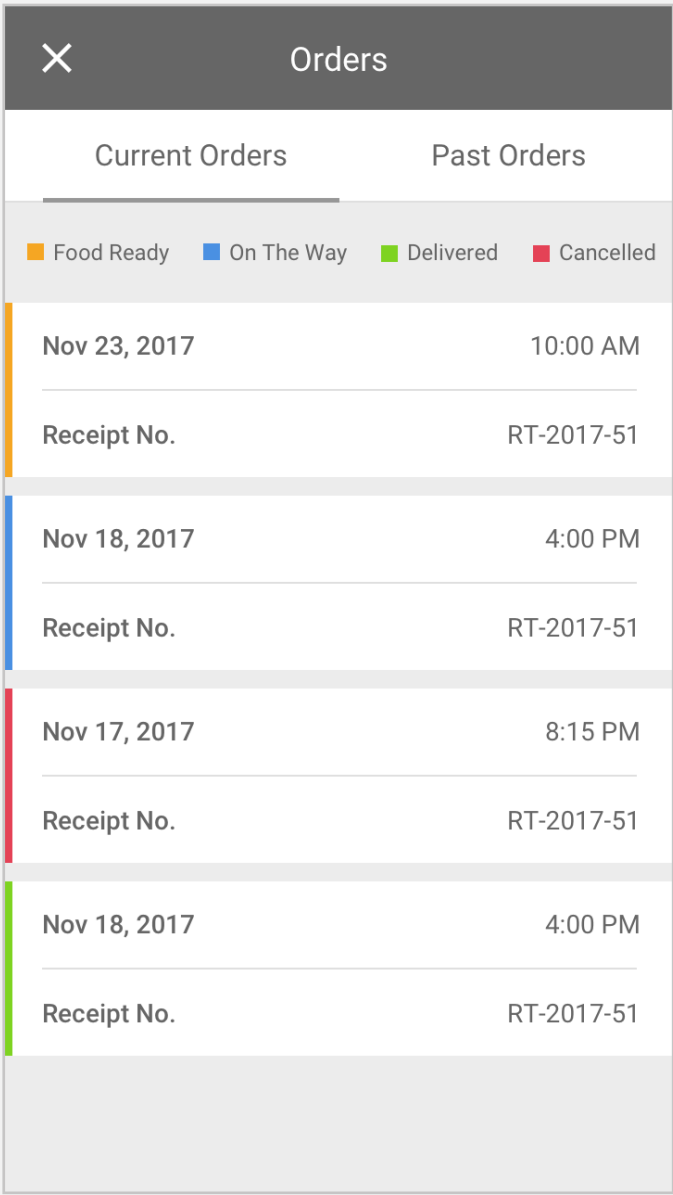 Orders
Current Orders Past Orders
Food Ready On The Way Delivered Cancelled
Nov 23, 2017 10:00 AM
Receipt No. RT-2017-51
Nov 18, 2017 4:00 PM
Receipt No. RT-2017-51
Nov 17, 2017 8:15 PM
Receipt No. RT-2017-51
Nov 18, 2017 4:00 PM
Receipt No. RT-2017-51